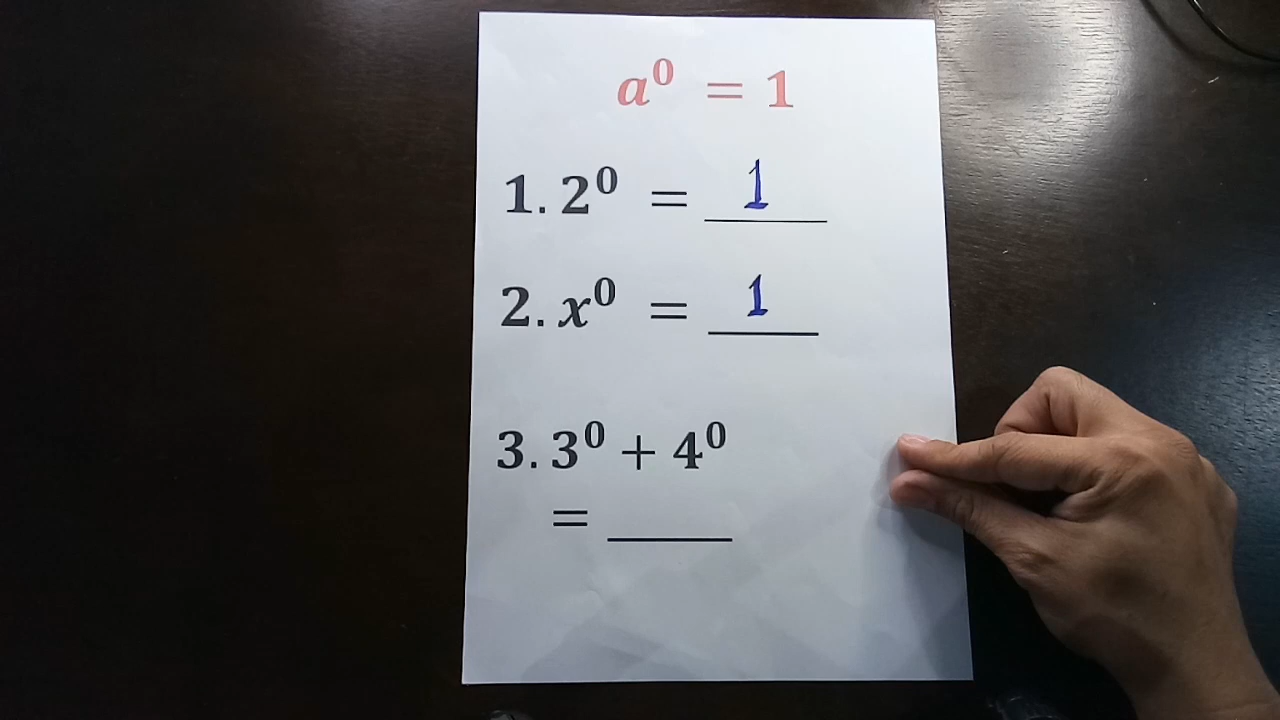 a⁰ = 1
1. 2⁰ = 1
2. x⁰ = 1
3. 3⁰ + 4⁰
= ____